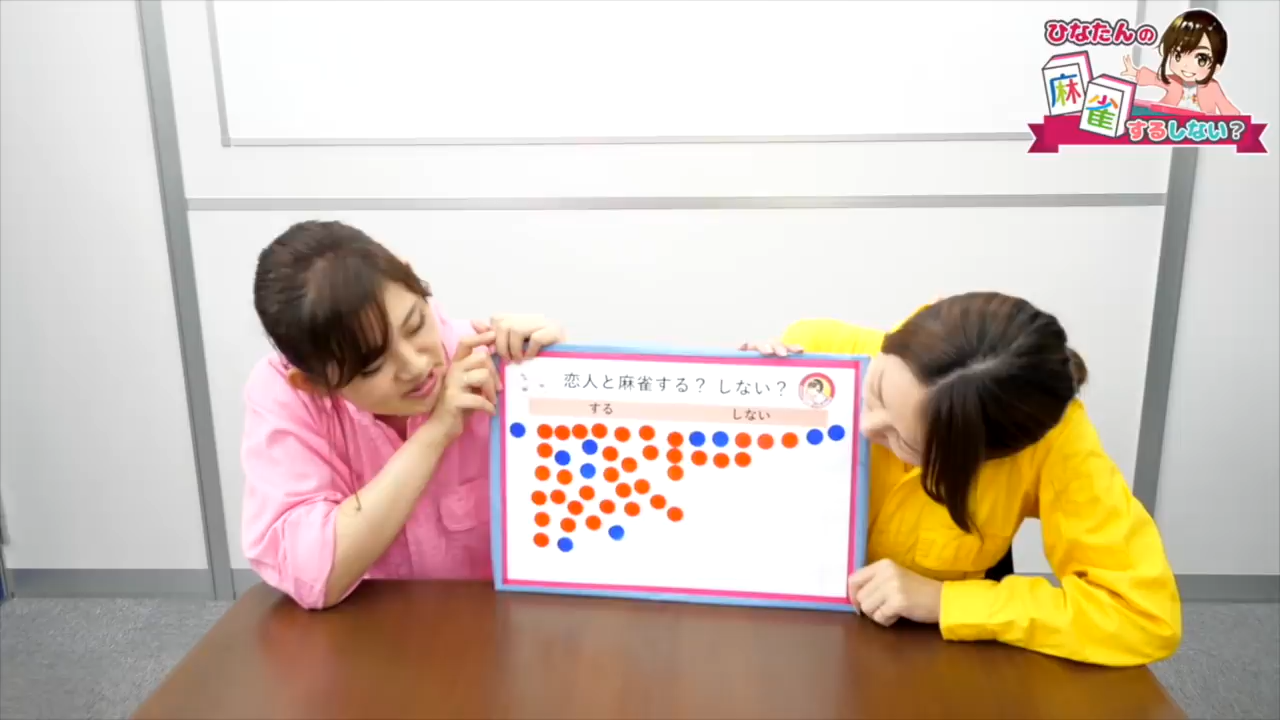 ひなたんの
麻雀
するしない？
恋人と麻雀する？ しない？
する
しない